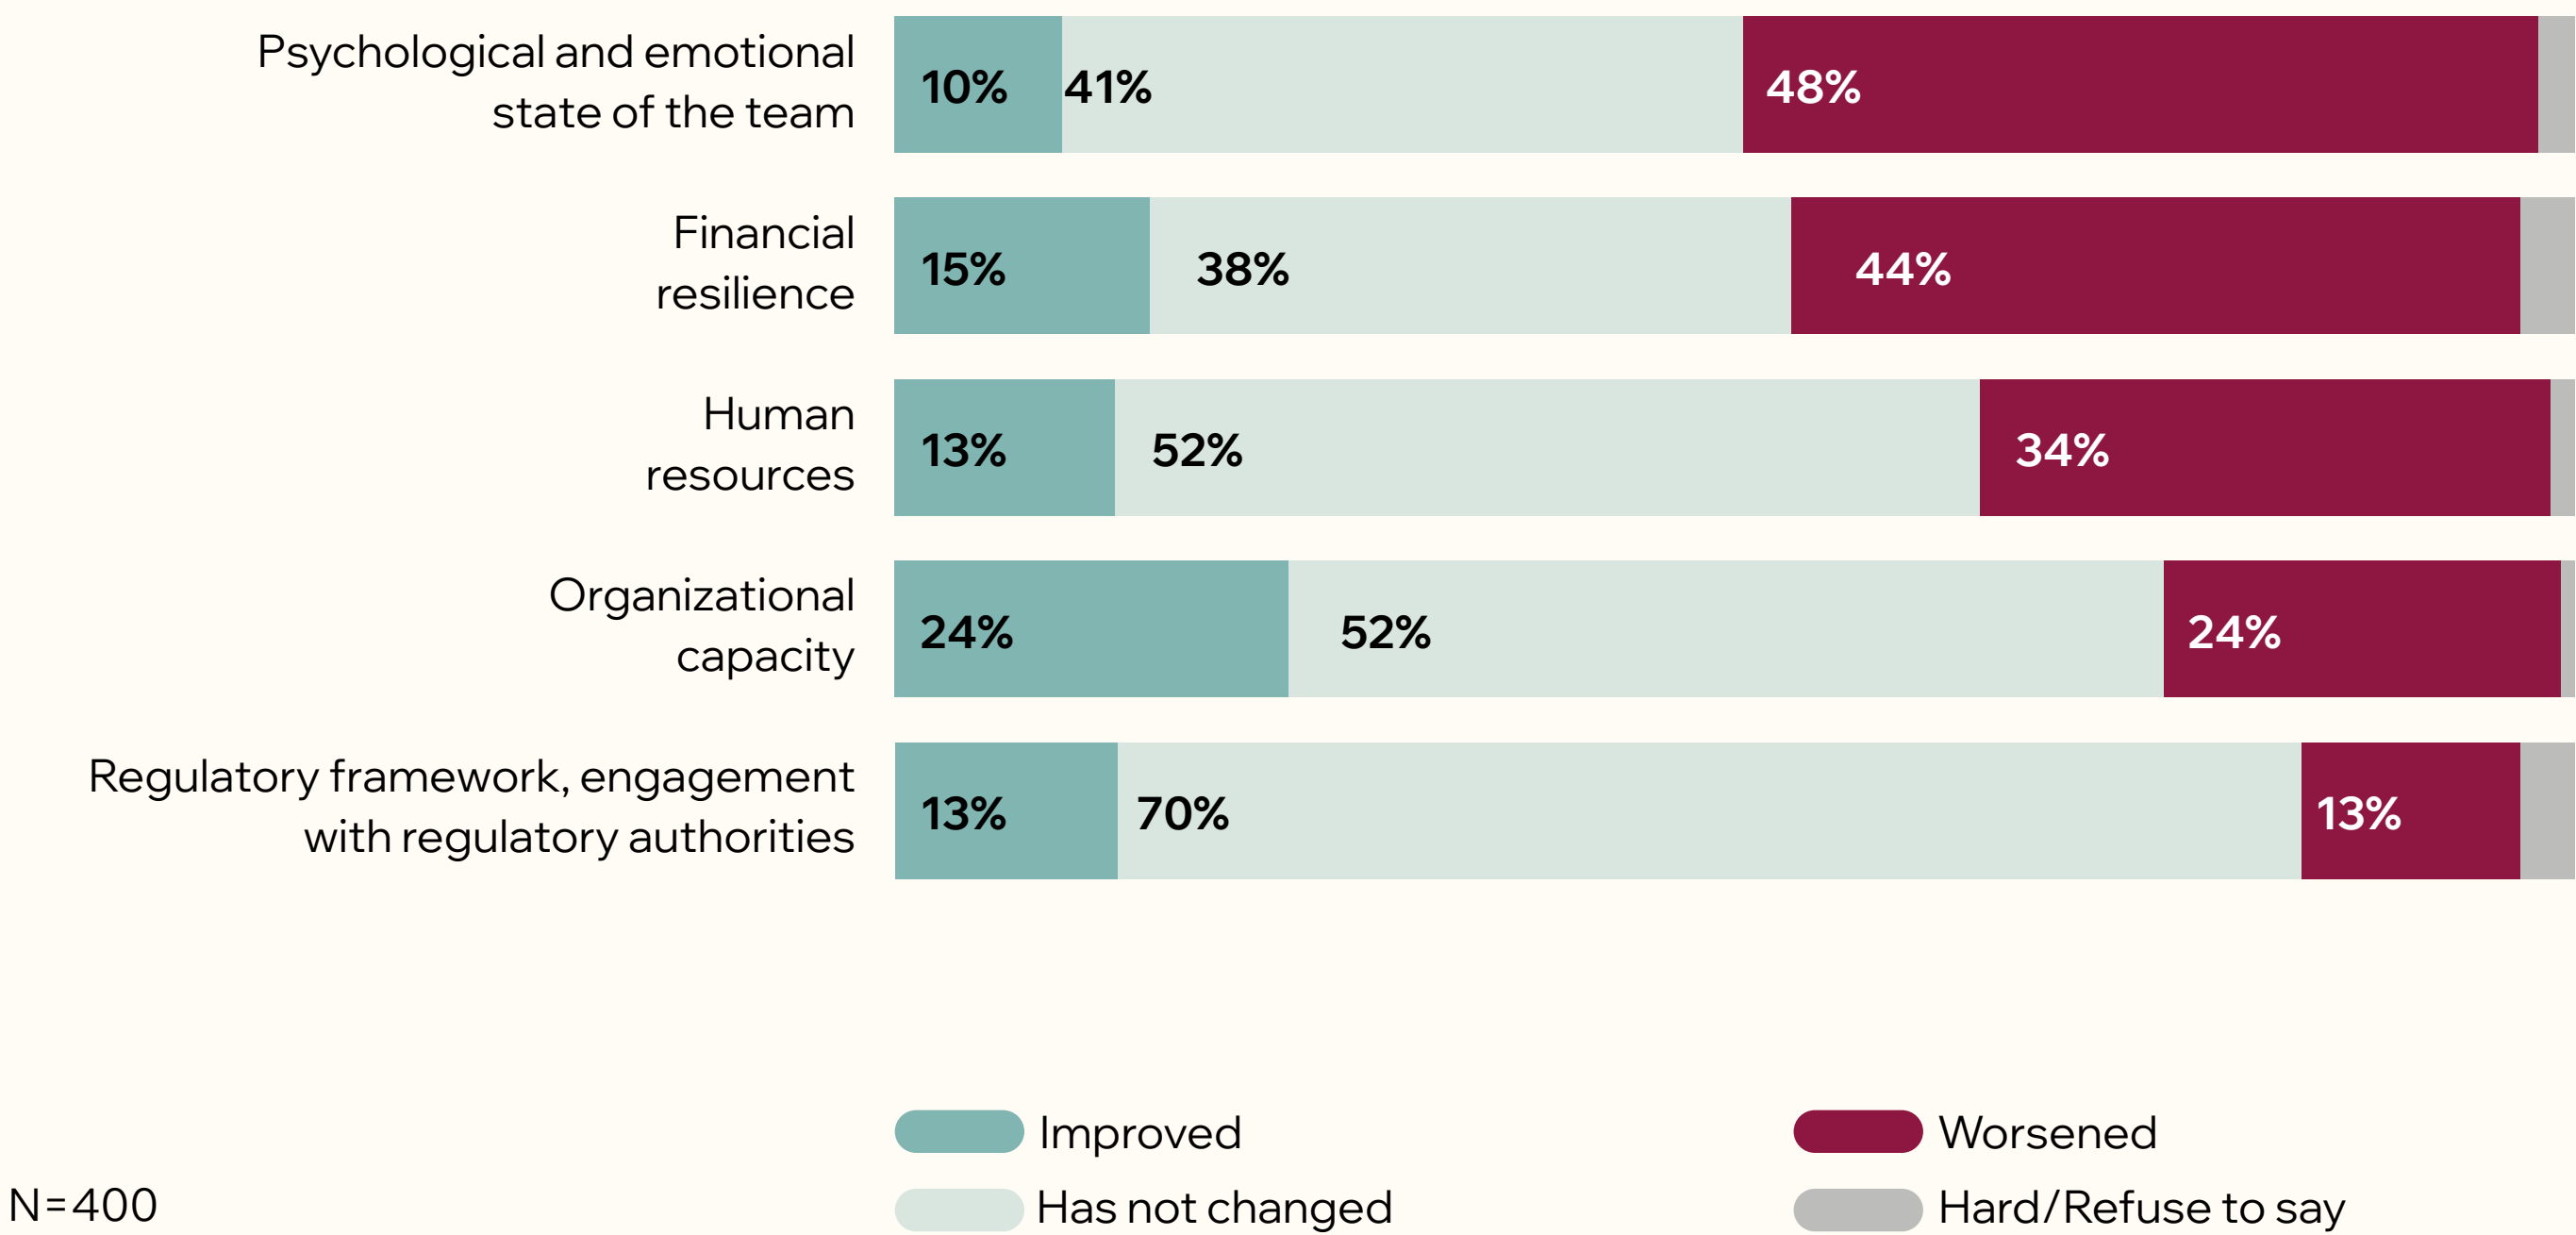 Psychological and emotional
state of the team
10% 41% 48%
Financial
resilience
15% 38% 44%
Human
resources
13% 52% 34%
Organizational
capacity
24% 52% 24%
Regulatory framework, engagement
with regulatory authorities
13% 70% 13%
Improved
Worsened
Has not changed
Hard/Refuse to say
N=400